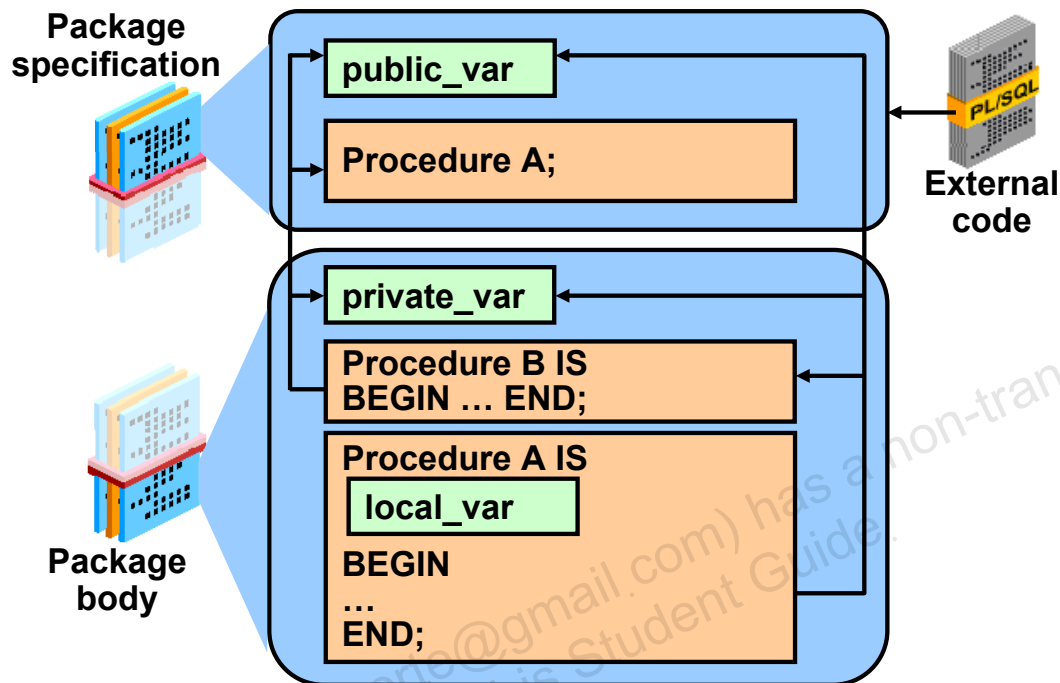 Package
specification
public_var
Procedure A;
PL/SQL
External
code
private_var
Procedure B IS
BEGIN … END;
Procedure A IS
local_var
BEGIN
…
END;
Package
body
@gmail.com) has a non-tran
Student Guide.